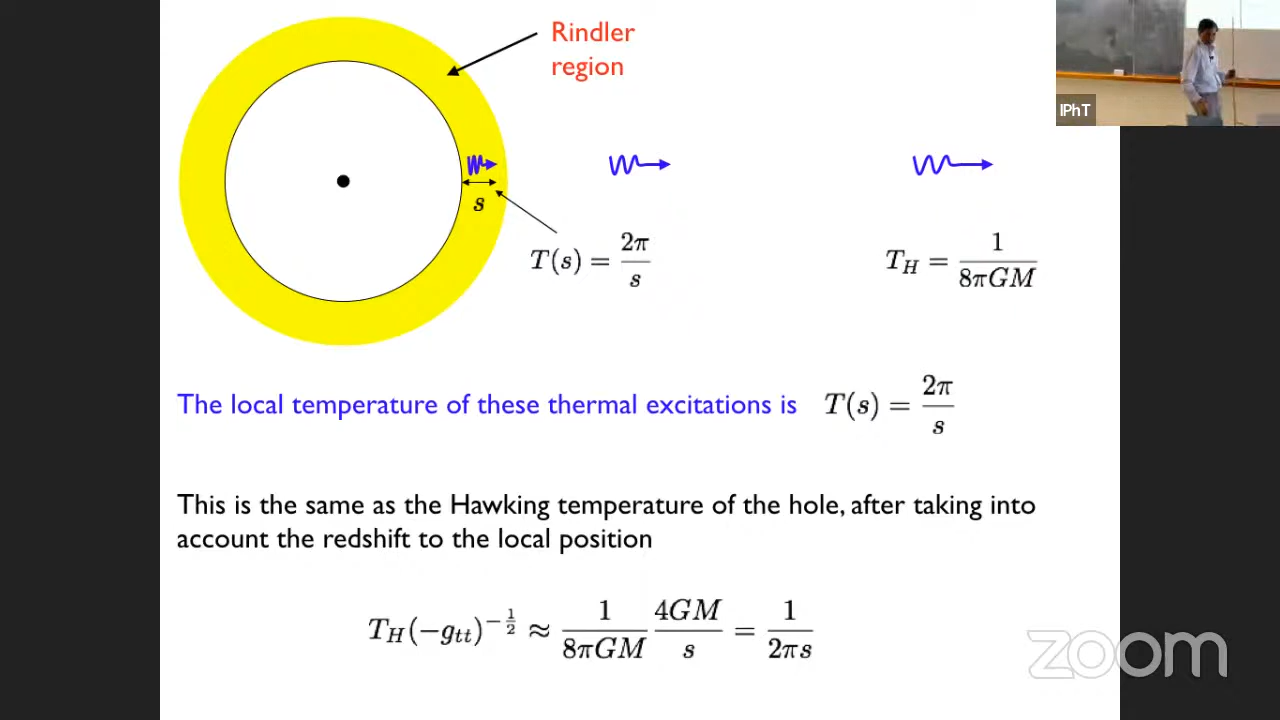 Rindler
region
IPhT
s
T(s) = 2π/s
T_H = 1/(8πGM)
The local temperature of these thermal excitations is T(s) = 2π/s
This is the same as the Hawking temperature of the hole, after taking into
account the redshift to the local position
T_H(−g_tt)^(−1/2) ≈ 1/(8πGM) 4GM/s = 1/(2πs)
zoom